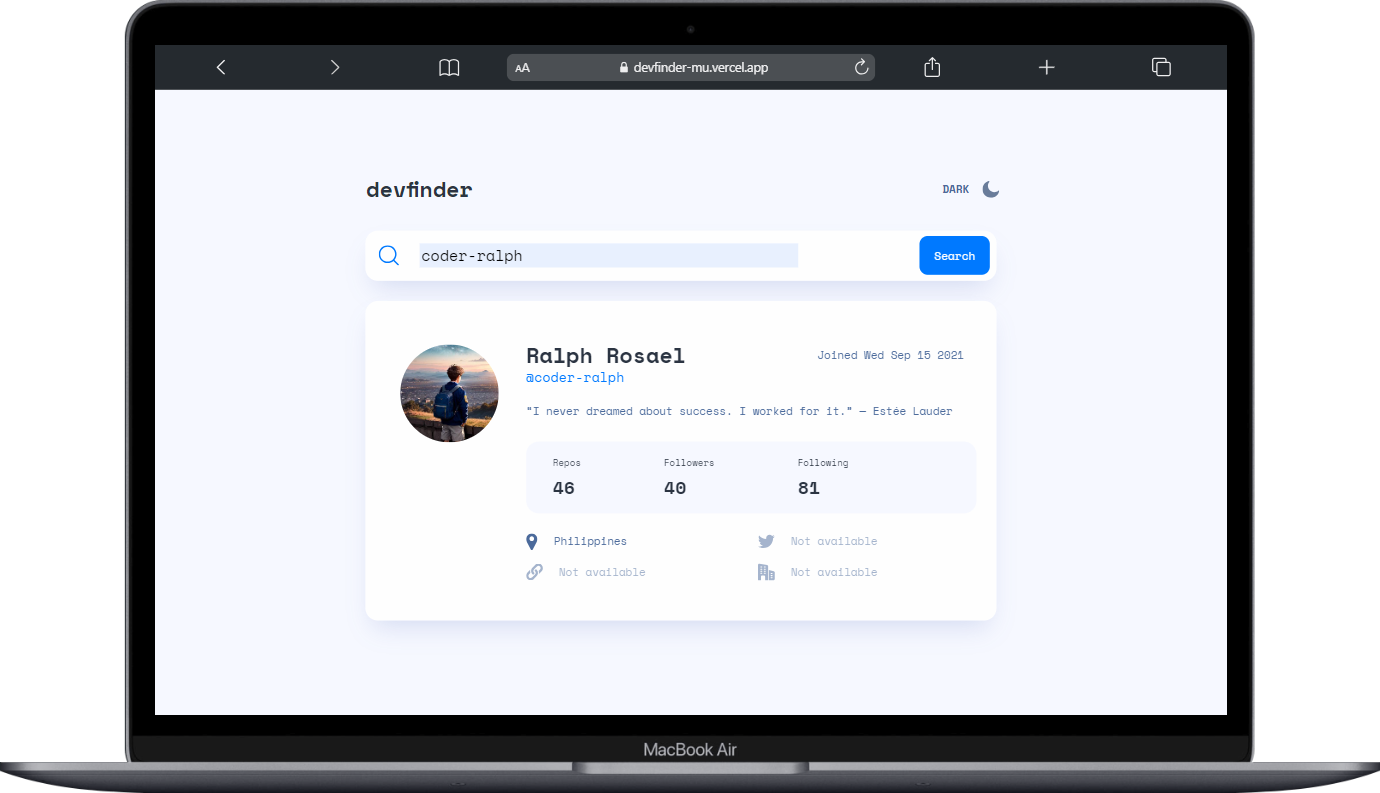 AA devfinder-mu.vercel.app
devfinder DARK
coder-ralph Search
Ralph Rosael Joined Wed Sep 15 2021
@coder-ralph
"I never dreamed about success. I worked for it." — Estée Lauder
Repos Followers Following
46 40 81
Philippines Not available
Not available Not available
MacBook Air